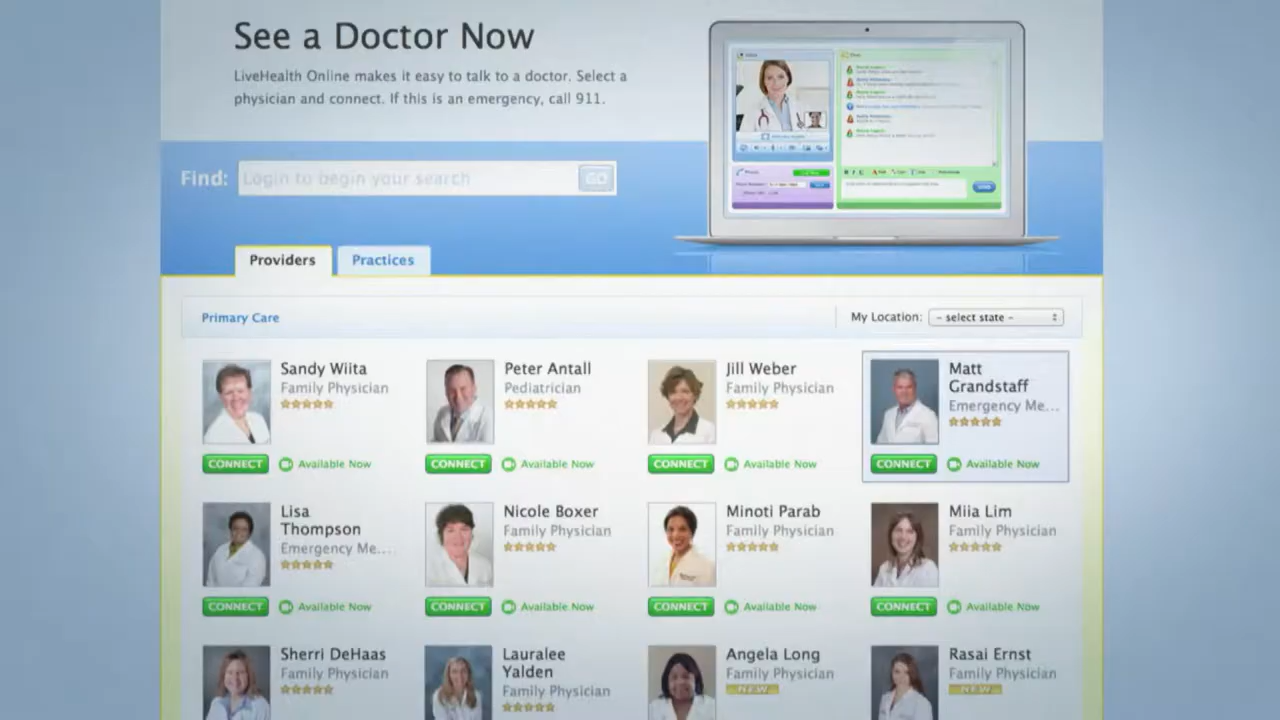 See a Doctor Now
LiveHealth Online makes it easy to talk to a doctor. Select a
physician and connect. If this is an emergency, call 911.
Find:
Login to begin your search
GO
Providers
Practices
Primary Care
My Location:
- select state -
Sandy Wiita
Family Physician
CONNECT
Available Now
Peter Antall
Pediatrician
CONNECT
Available Now
Jill Weber
Family Physician
CONNECT
Available Now
Matt
Grandstaff
Emergency Me...
CONNECT
Available Now
Lisa
Thompson
Emergency Me...
CONNECT
Available Now
Nicole Boxer
Family Physician
CONNECT
Available Now
Minoti Parab
Family Physician
CONNECT
Available Now
Miia Lim
Family Physician
CONNECT
Available Now
Sherri DeHaas
Family Physician
Lauralee
Yalden
Family Physician
Angela Long
Family Physician
NEW
Rasai Ernst
Family Physician
NEW